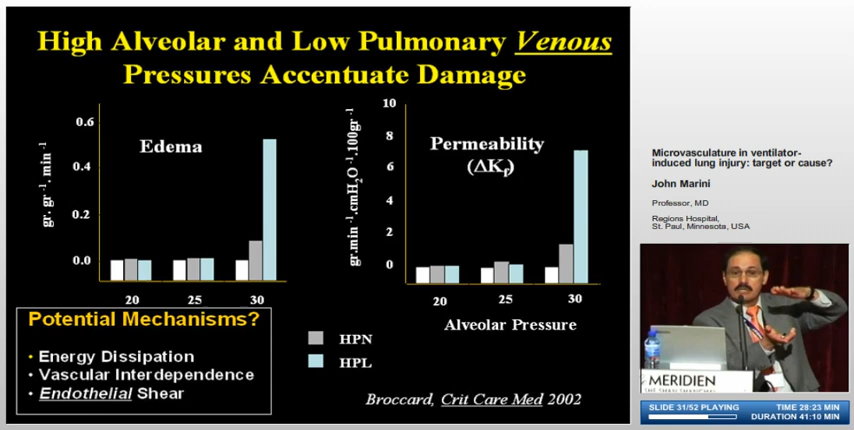 High Alveolar and Low Pulmonary Venous
Pressures Accentuate Damage
Edema
gr. gr⁻¹. min⁻¹
0.6
0.4
0.2
0.0
20 25 30
Permeability
(ΔKf)
gr.min⁻¹.cmH₂O⁻¹.100gr⁻¹
10
8
6
4
2
0
20 25 30
Alveolar Pressure
Potential Mechanisms?
• Energy Dissipation
• Vascular Interdependence
• Endothelial Shear
HPN
HPL
Broccard, Crit Care Med 2002
Microvasculature in ventilator-
induced lung injury: target or cause?
John Marini
Professor, MD
Regions Hospital,
St. Paul, Minnesota, USA
MERIDIEN
SLIDE 31/52 PLAYING
TIME 28:23 MIN
DURATION 41:10 MIN